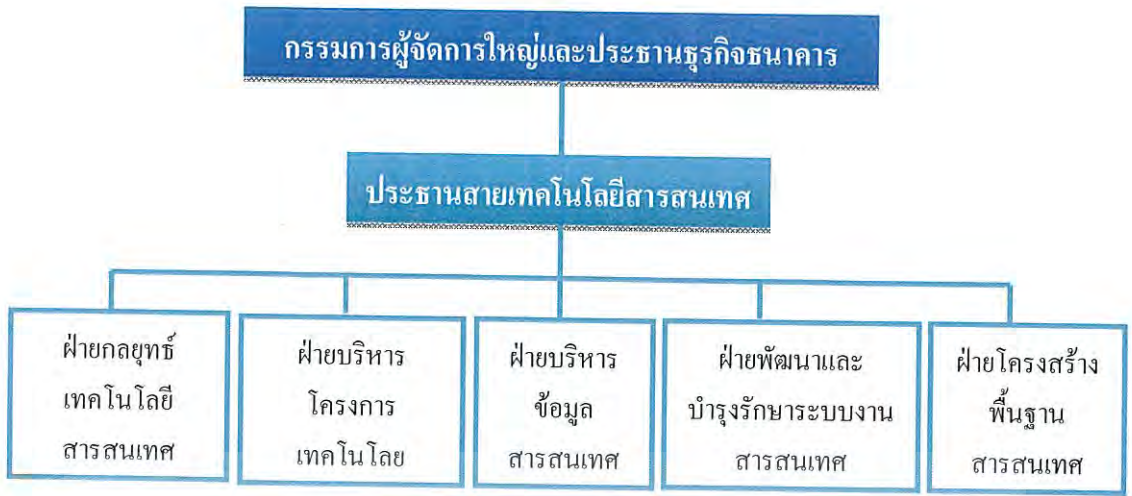 กรรมการผู้จัดการใหญ่และประธานธุรกิจธนาคาร
ประธานสายเทคโนโลยีสารสนเทศ
ฝ่ายกลยุทธ์
เทคโนโลยี
สารสนเทศ
ฝ่ายบริหาร
โครงการ
เทคโนโลย
ฝ่ายบริหาร
ข้อมูล
สารสนเทศ
ฝ่ายพัฒนาและ
บำรุงรักษาระบบงาน
สารสนเทศ
ฝ่ายโครงสร้าง
พื้นฐาน
สารสนเทศ